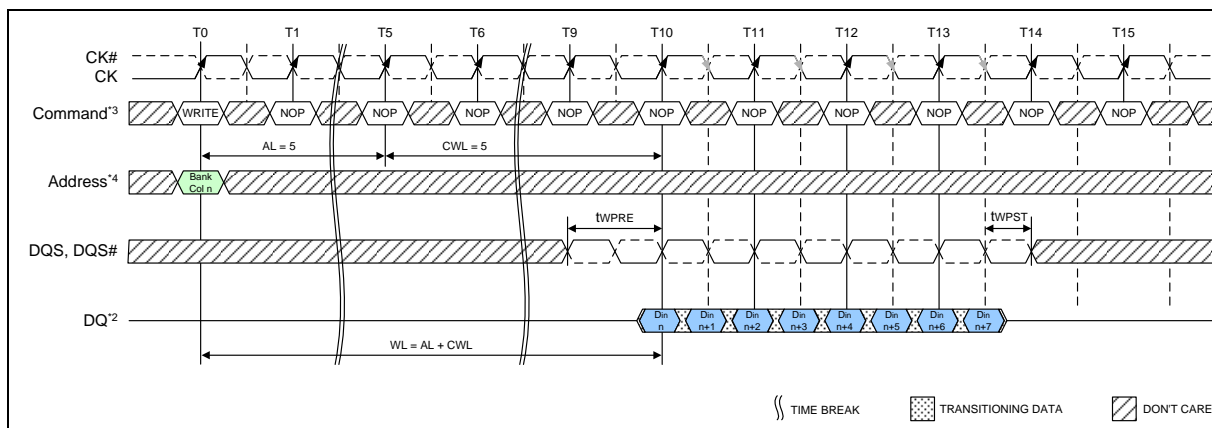 T0 T1 T5 T6 T9 T10 T11 T12 T13 T14 T15
CK#
CK
Command*3 WRITE NOP NOP NOP NOP NOP NOP NOP NOP NOP NOP
AL = 5 CWL = 5
Address*4 Bank
Col n
tWPRE tWPST
DQS, DQS#
DQ*2
Din
n
Din
n+1
Din
n+2
Din
n+3
Din
n+4
Din
n+5
Din
n+6
Din
n+7
WL = AL + CWL
TIME BREAK TRANSITIONING DATA DON'T CARE